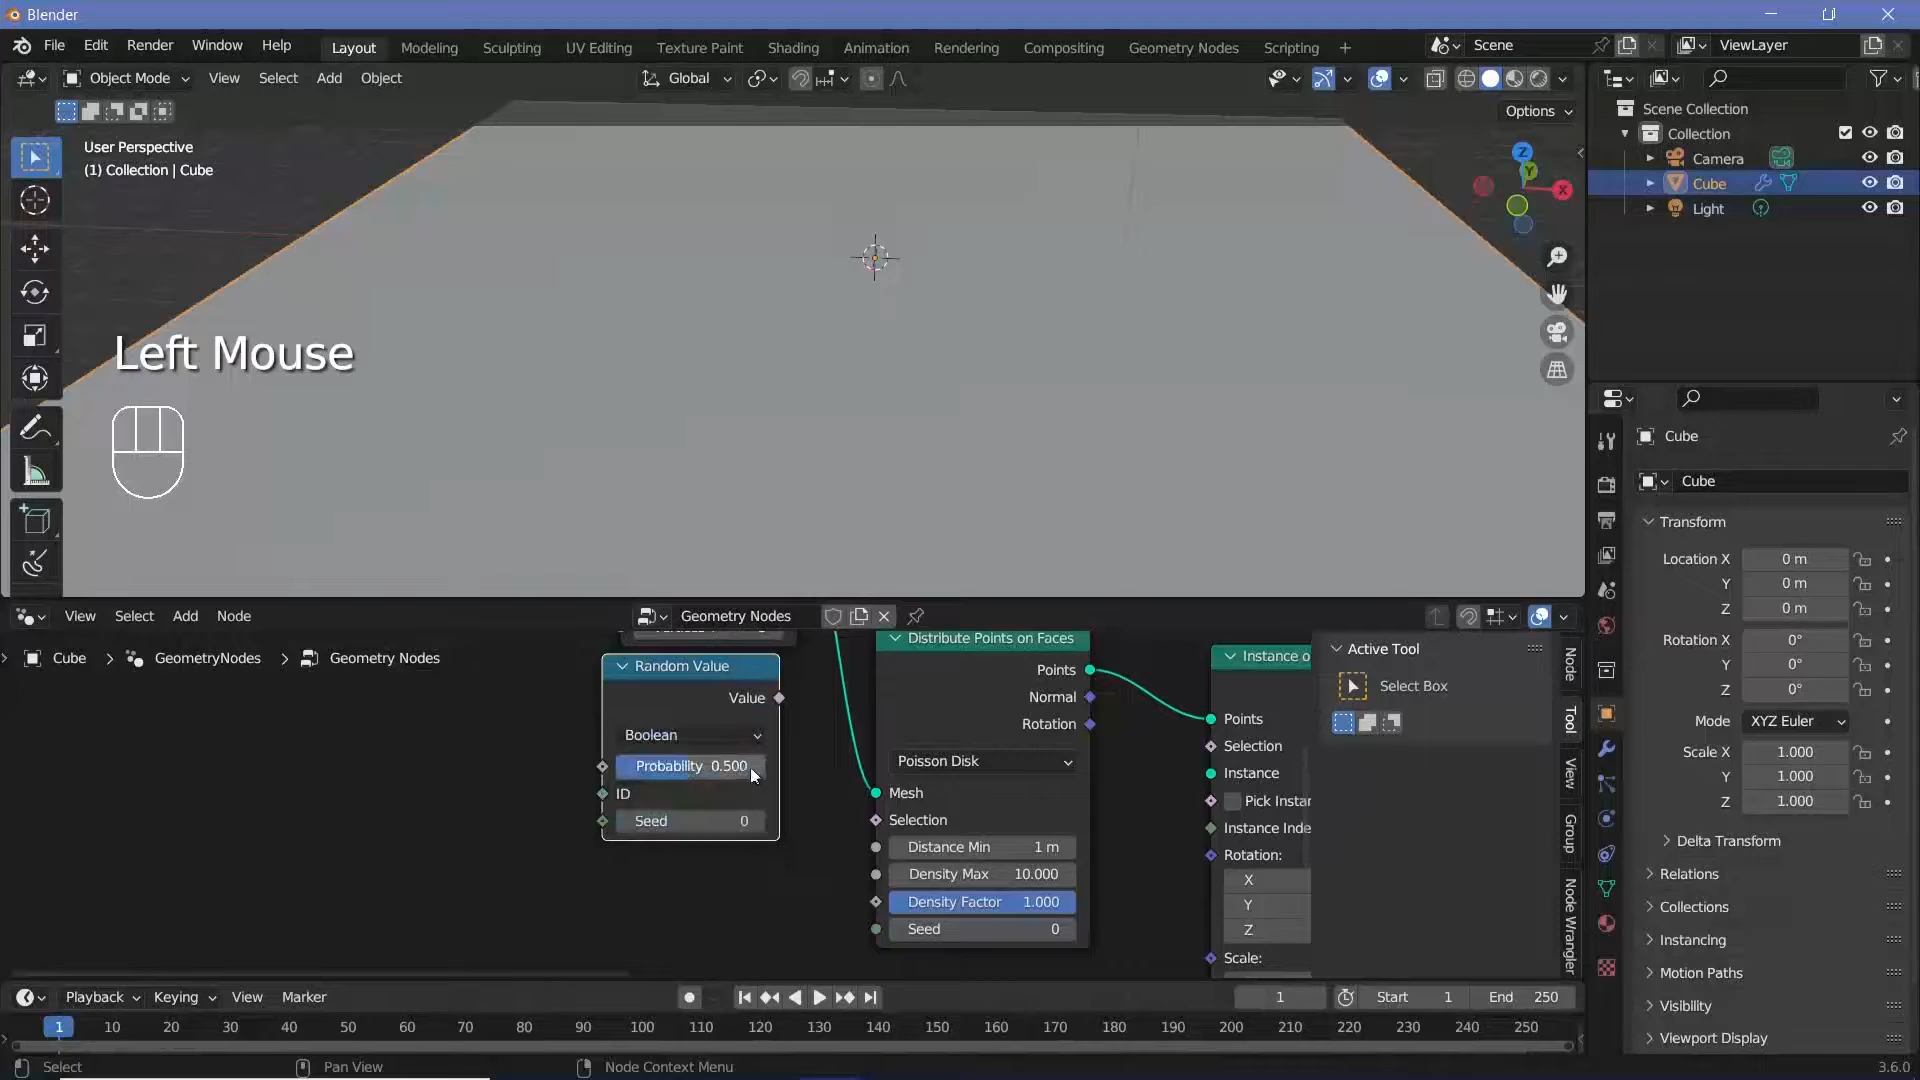 Blender
File Edit Render Window Help
Layout Modeling Sculpting UV Editing Texture Paint Shading Animation Rendering Compositing Geometry Nodes Scripting +
Scene
ViewLayer
Object Mode View Select Add Object
Global
Options
User Perspective
(1) Collection | Cube
Z
Y
X
Left Mouse
Scene Collection
Collection
Camera
Cube
Light
Cube
Cube
Transform
Location X 0 m
Y 0 m
Z 0 m
Rotation X 0°
Y 0°
Z 0°
Mode XYZ Euler
Scale X 1.000
Y 1.000
Z 1.000
Delta Transform
Relations
Collections
Instancing
Motion Paths
Visibility
Viewport Display
View Select Add Node
Geometry Nodes
Cube > GeometryNodes > Geometry Nodes
Random Value
Value
Boolean
Probability 0.500
ID
Seed 0
Distribute Points on Faces
Points
Normal
Rotation
Poisson Disk
Mesh
Selection
Distance Min 1 m
Density Max 10.000
Density Factor 1.000
Seed 0
Instance o
Points
Selection
Instance
Pick Instar
Instance Inde
Rotation:
X
Y
Z
Scale:
Active Tool
Select Box
Node
Tool
View
Group
Node Wrangler
Playback Keying View Marker
1
Start 1
End 250
1 10 20 30 40 50 60 70 80 90 100 110 120 130 140 150 160 170 180 190 200 210 220 230 240 250
Select
Pan View
Node Context Menu
3.6.0